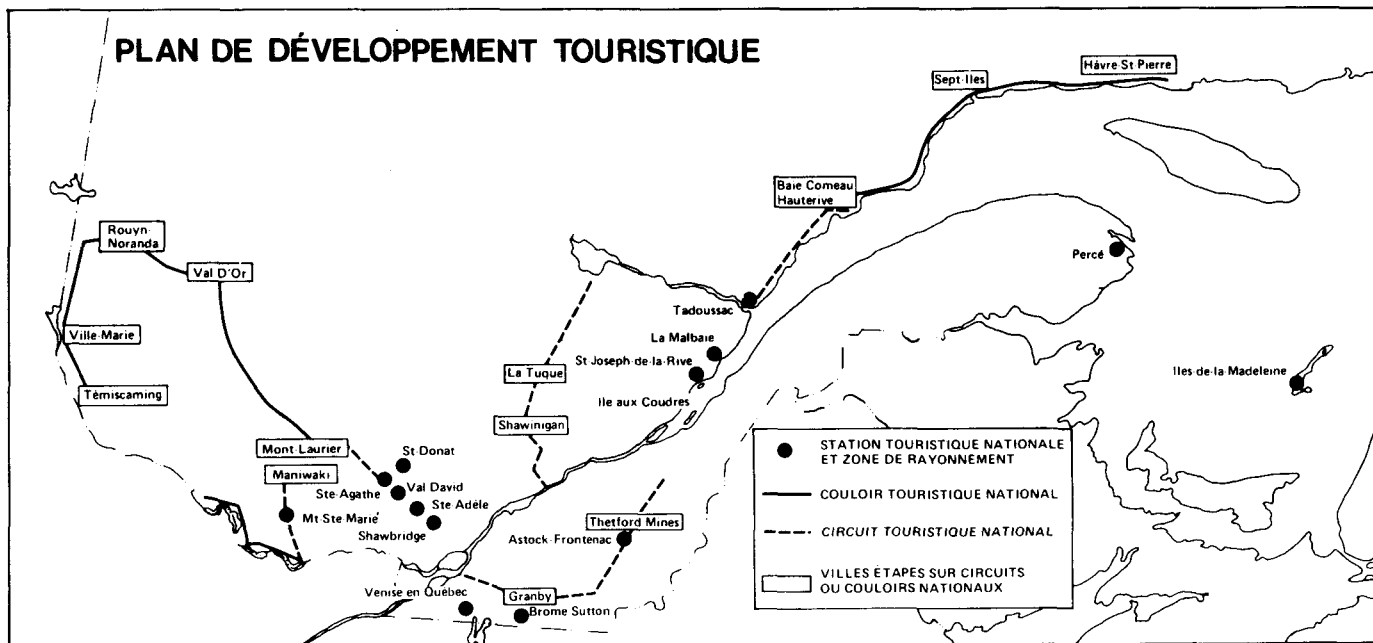 PLAN DE DÉVELOPPEMENT TOURISTIQUE
Sept-Iles
Hâvre-St-Pierre
Baie Comeau
Hauterive
Rouyn-
Noranda
Val D'Or
Percé
Tadoussac
Ville-Marie
La Malbaie
St Joseph-de-la-Rive
La Tuque
Iles-de-la-Madeleine
Témiscaming
Ile aux Coudres
Shawinigan
Mont-Laurier
St-Donat
Maniwaki
Ste-Agathe
Val David
Ste Adèle
Mt-Ste-Marie
Shawbridge
Thetford Mines
Astock-Frontenac
Venise en Québec
Granby
Brome Sutton
STATION TOURISTIQUE NATIONALE
ET ZONE DE RAYONNEMENT
COULOIR TOURISTIQUE NATIONAL
CIRCUIT TOURISTIQUE NATIONAL
VILLES ÉTAPES SUR CIRCUITS
OU COULOIRS NATIONAUX